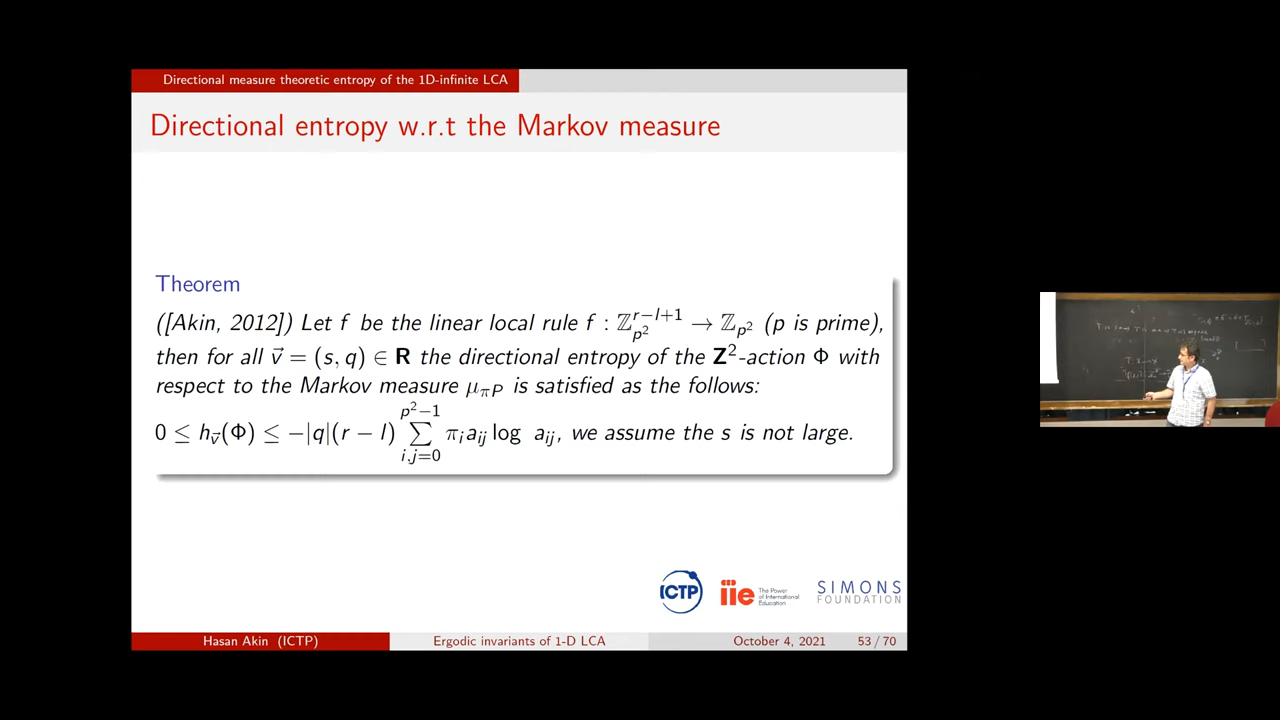 Directional measure theoretic entropy of the 1D-infinite LCA
Directional entropy w.r.t the Markov measure
Theorem
([Akin, 2012]) Let f be the linear local rule f : ℤ_{p²}^{r−l+1} → ℤ_{p²} (p is prime),
then for all v⃗ = (s, q) ∈ R the directional entropy of the Z²-action Φ with
respect to the Markov measure μ_{πP} is satisfied as the follows:
0 ≤ h_{v⃗}(Φ) ≤ −|q|(r − l) ∑_{i,j=0}^{p²−1} π_i a_{ij} log a_{ij}, we assume the s is not large.
ICTP
iie The Power of International Education
SIMONS FOUNDATION
Hasan Akin (ICTP) Ergodic invariants of 1-D LCA October 4, 2021 53 / 70